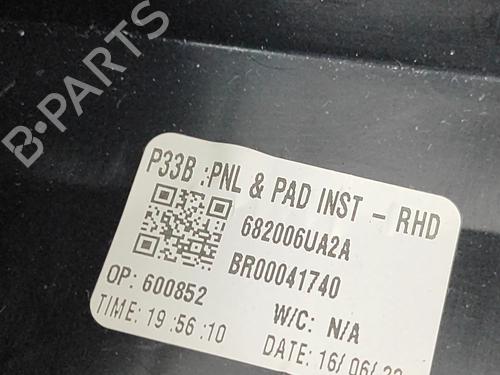 B-PARTS
P33B :PNL & PAD INST - RHD
682006UA2A
BR00041740
OP: 600852
W/C: N/A
TIME: 19:56:10
DATE: 16/06/